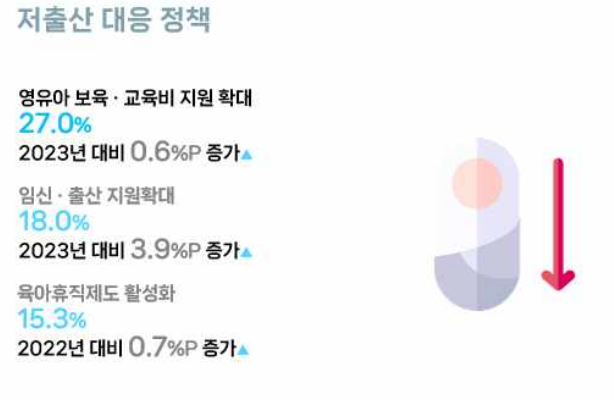 저출산 대응 정책
영유아 보육 · 교육비 지원 확대
27.0%
2023년 대비 0.6%P 증가▲
임신 · 출산 지원확대
18.0%
2023년 대비 3.9%P 증가▲
육아휴직제도 활성화
15.3%
2022년 대비 0.7%P 증가▲